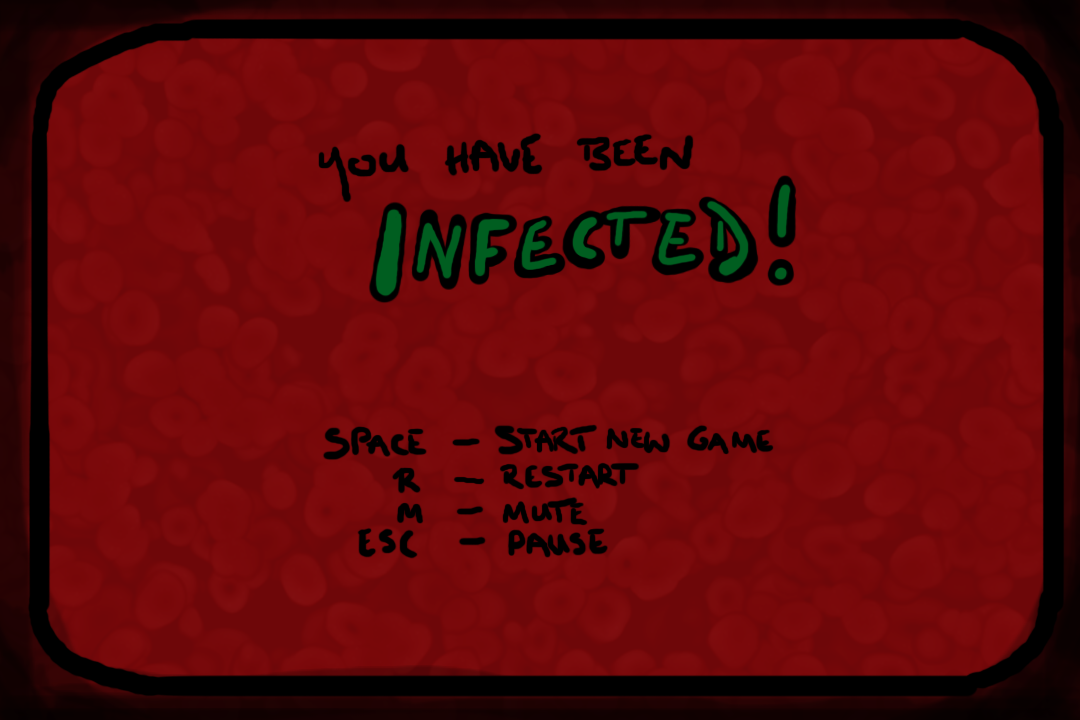 YOU HAVE BEEN
INFECTED!
SPACE - START NEW GAME
R - RESTART
M - MUTE
ESC - PAUSE